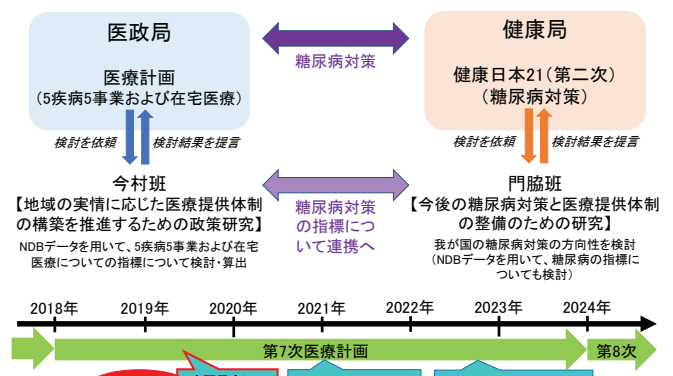 医政局
医療計画
（5疾病5事業および在宅医療）
糖尿病対策
健康局
健康日本21（第二次）
（糖尿病対策）
検討を依頼
検討結果を提言
検討を依頼
検討結果を提言
今村班
【地域の実情に応じた医療提供体制
の構築を推進するための政策研究】
NDBデータを用いて、5疾病5事業および在宅
医療についての指標について検討・算出
糖尿病対策
の指標につ
いて連携へ
門脇班
【今後の糖尿病対策と医療提供体制
の整備のための研究】
我が国の糖尿病対策の方向性を検討
（NDBデータを用いて、糖尿病の指標に
ついても検討）
2018年
2019年
2020年
2021年
2022年
2023年
2024年
第7次医療計画
第8次